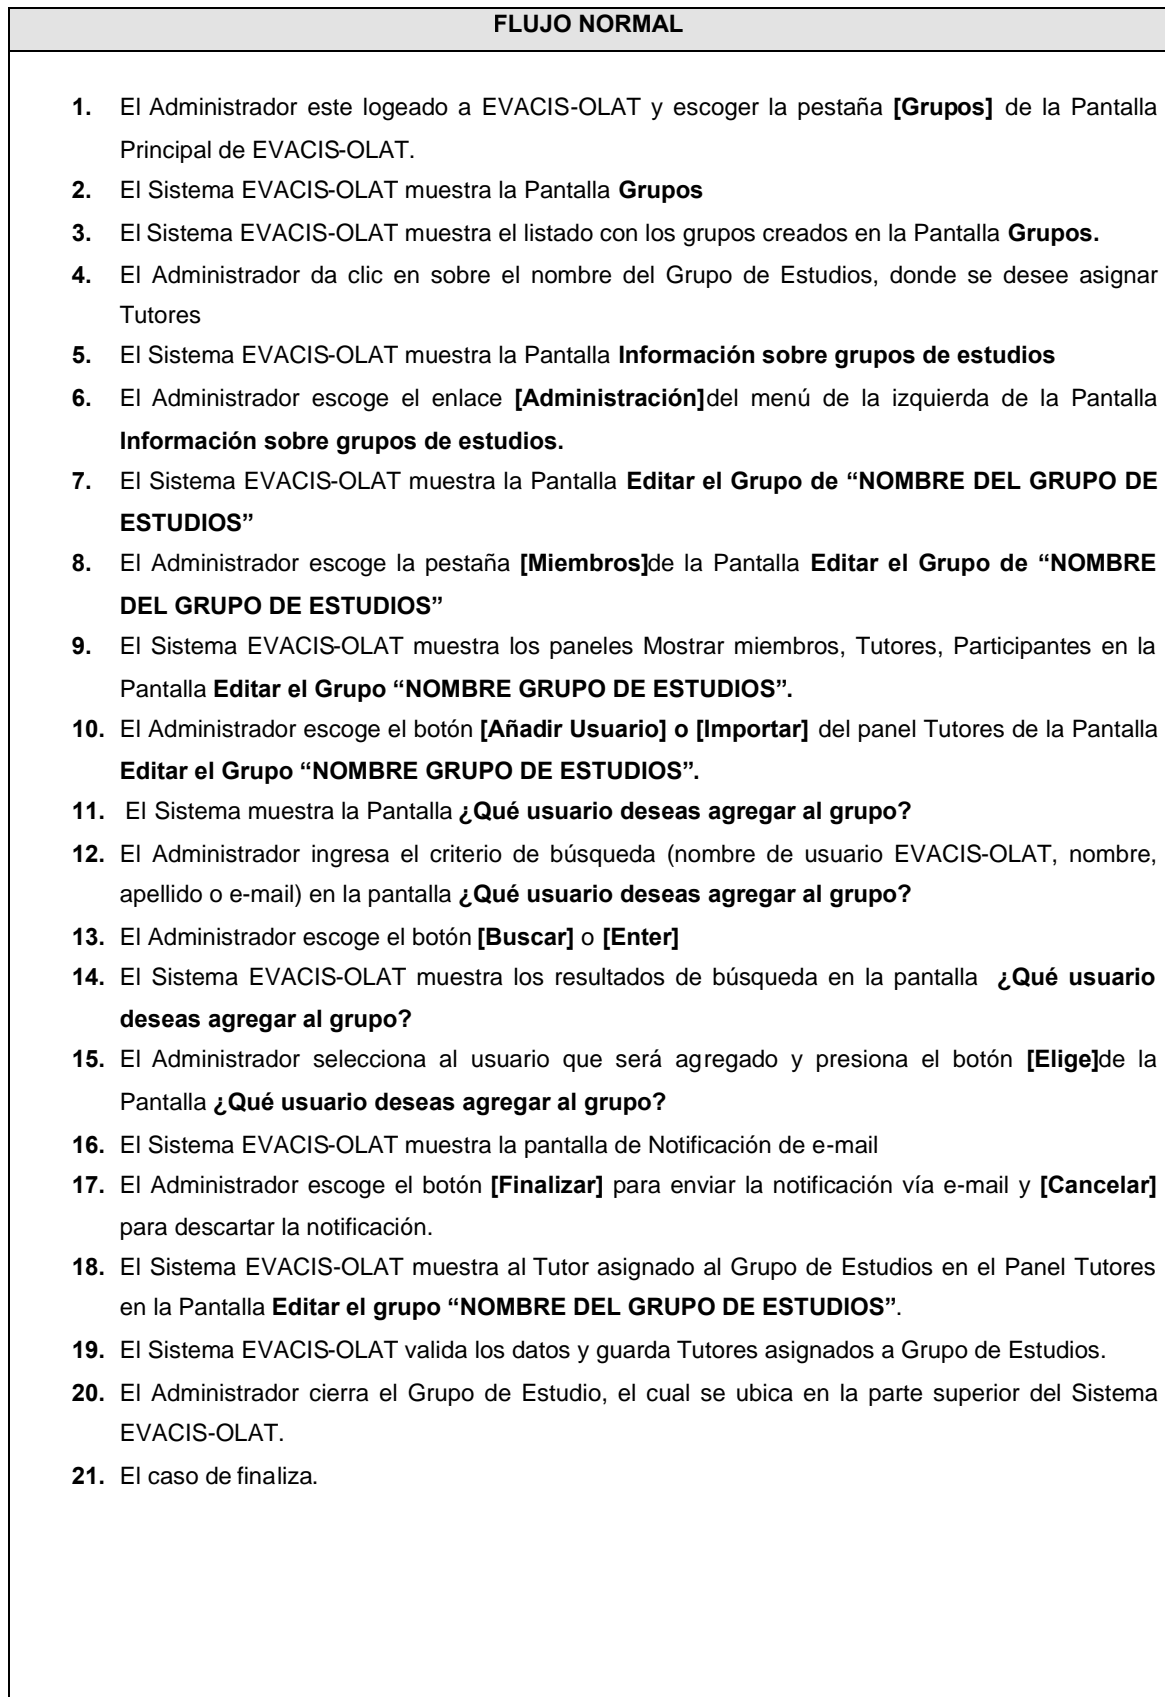 FLUJO NORMAL
1. El Administrador este logeado a EVACIS-OLAT y escoger la pestaña [Grupos] de la Pantalla
Principal de EVACIS-OLAT.
2. El Sistema EVACIS-OLAT muestra la Pantalla Grupos
3. El Sistema EVACIS-OLAT muestra el listado con los grupos creados en la Pantalla Grupos.
4. El Administrador da clic en sobre el nombre del Grupo de Estudios, donde se desee asignar
Tutores
5. El Sistema EVACIS-OLAT muestra la Pantalla Información sobre grupos de estudios
6. El Administrador escoge el enlace [Administración]del menú de la izquierda de la Pantalla
Información sobre grupos de estudios.
7. El Sistema EVACIS-OLAT muestra la Pantalla Editar el Grupo de “NOMBRE DEL GRUPO DE
ESTUDIOS”
8. El Administrador escoge la pestaña [Miembros]de la Pantalla Editar el Grupo de “NOMBRE
DEL GRUPO DE ESTUDIOS”
9. El Sistema EVACIS-OLAT muestra los paneles Mostrar miembros, Tutores, Participantes en la
Pantalla Editar el Grupo “NOMBRE GRUPO DE ESTUDIOS”.
10. El Administrador escoge el botón [Añadir Usuario] o [Importar] del panel Tutores de la Pantalla
Editar el Grupo “NOMBRE GRUPO DE ESTUDIOS”.
11. El Sistema muestra la Pantalla ¿Qué usuario deseas agregar al grupo?
12. El Administrador ingresa el criterio de búsqueda (nombre de usuario EVACIS-OLAT, nombre,
apellido o e-mail) en la pantalla ¿Qué usuario deseas agregar al grupo?
13. El Administrador escoge el botón [Buscar] o [Enter]
14. El Sistema EVACIS-OLAT muestra los resultados de búsqueda en la pantalla ¿Qué usuario
deseas agregar al grupo?
15. El Administrador selecciona al usuario que será agregado y presiona el botón [Elige]de la
Pantalla ¿Qué usuario deseas agregar al grupo?
16. El Sistema EVACIS-OLAT muestra la pantalla de Notificación de e-mail
17. El Administrador escoge el botón [Finalizar] para enviar la notificación vía e-mail y [Cancelar]
para descartar la notificación.
18. El Sistema EVACIS-OLAT muestra al Tutor asignado al Grupo de Estudios en el Panel Tutores
en la Pantalla Editar el grupo “NOMBRE DEL GRUPO DE ESTUDIOS”.
19. El Sistema EVACIS-OLAT valida los datos y guarda Tutores asignados a Grupo de Estudios.
20. El Administrador cierra el Grupo de Estudio, el cual se ubica en la parte superior del Sistema
EVACIS-OLAT.
21. El caso de finaliza.